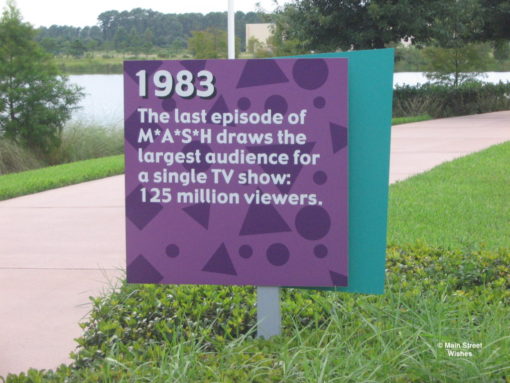 1983
The last episode of
M*A*S*H draws the
largest audience for
a single TV show:
125 million viewers.
© Main Street
Wishes